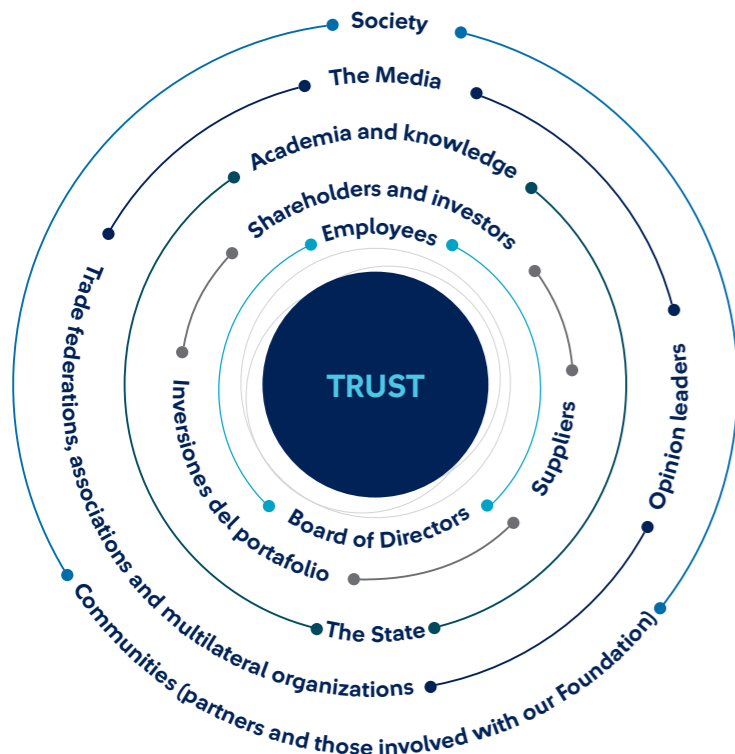 Society
The Media
Academia and knowledge
Shareholders and investors
Employees
TRUST
Trade federations, associations and multilateral organizations
Inversiones del portafolio
Suppliers
Opinion leaders
Board of Directors
The State
Communities (partners and those involved with our Foundation)